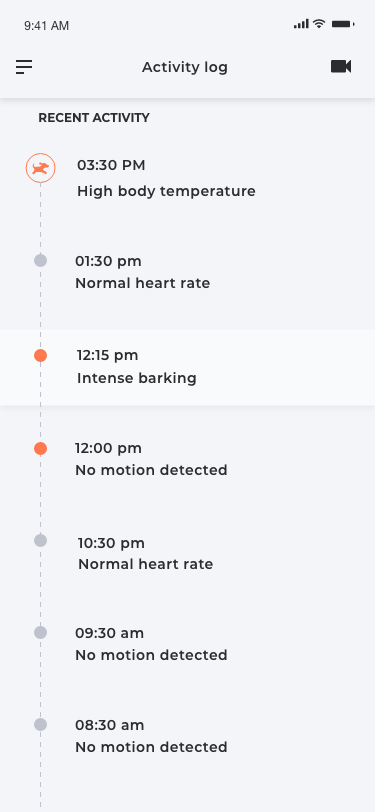 9:41 AM
Activity log
RECENT ACTIVITY
03:30 PM
High body temperature
01:30 pm
Normal heart rate
12:15 pm
Intense barking
12:00 pm
No motion detected
10:30 pm
Normal heart rate
09:30 am
No motion detected
08:30 am
No motion detected